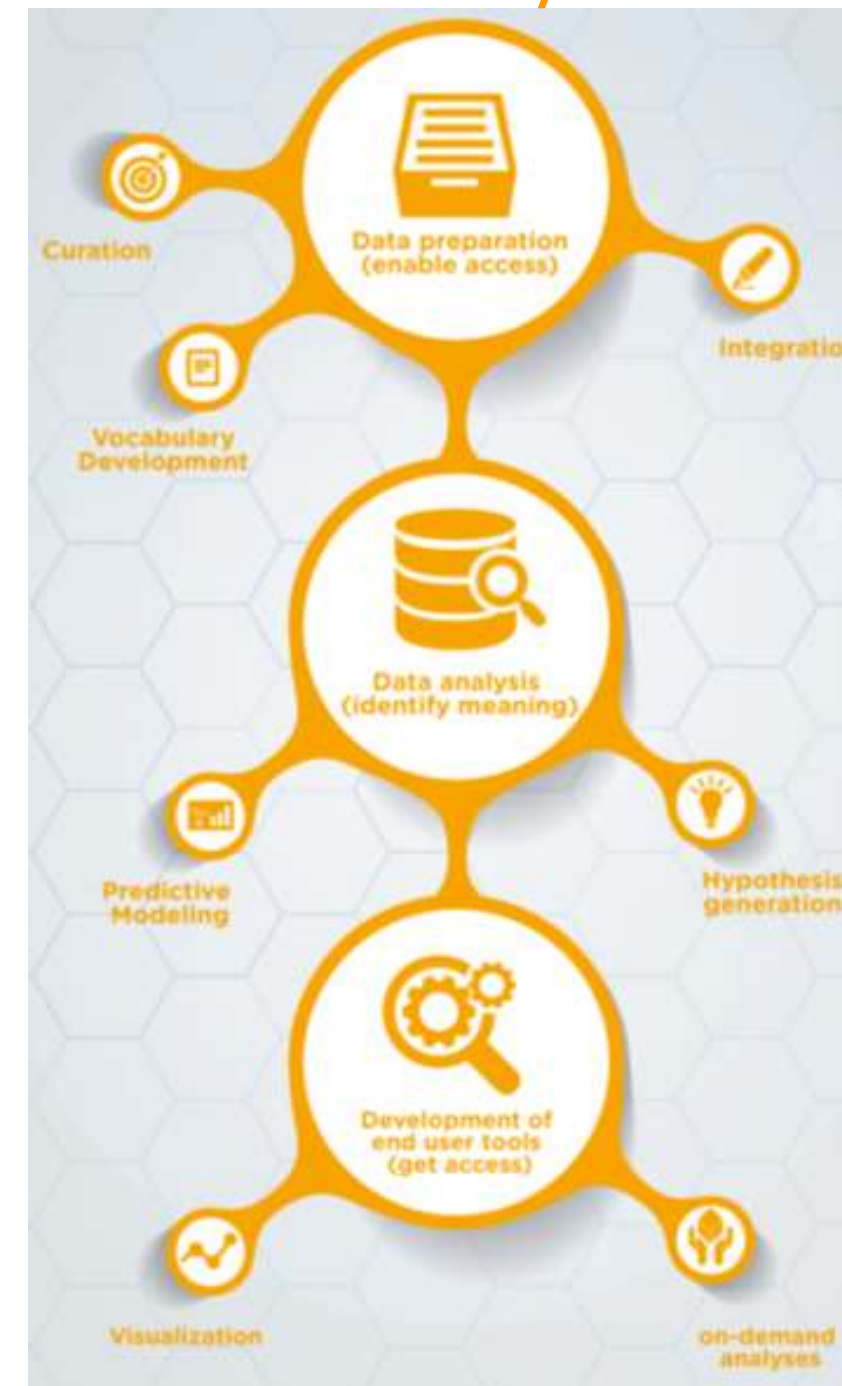 Data preparation
(enable access)
Curation
Integratio
Vocabulary
Development
Data analysis
(identify meaning)
Predictive
Modeling
Hypothesis
generation
Development of
end user tools
(get access)
Visualization
on-demand
analyses